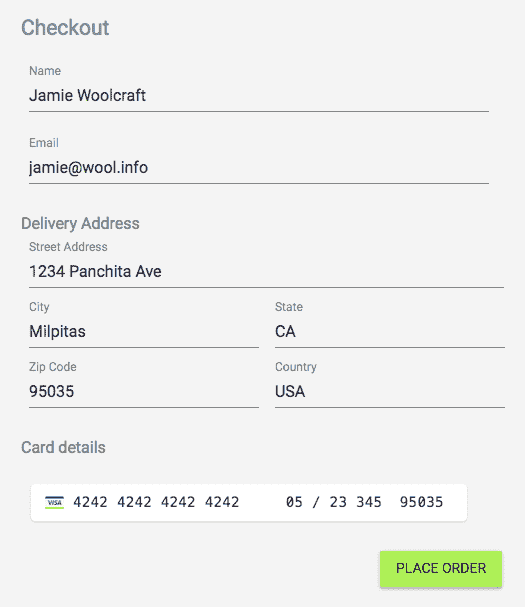 Checkout
Name
Jamie Woolcraft
Email
jamie@wool.info
Delivery Address
Street Address
1234 Panchita Ave
City State
Milpitas CA
Zip Code Country
95035 USA
Card details
VISA 4242 4242 4242 4242 05 / 23 345 95035
PLACE ORDER